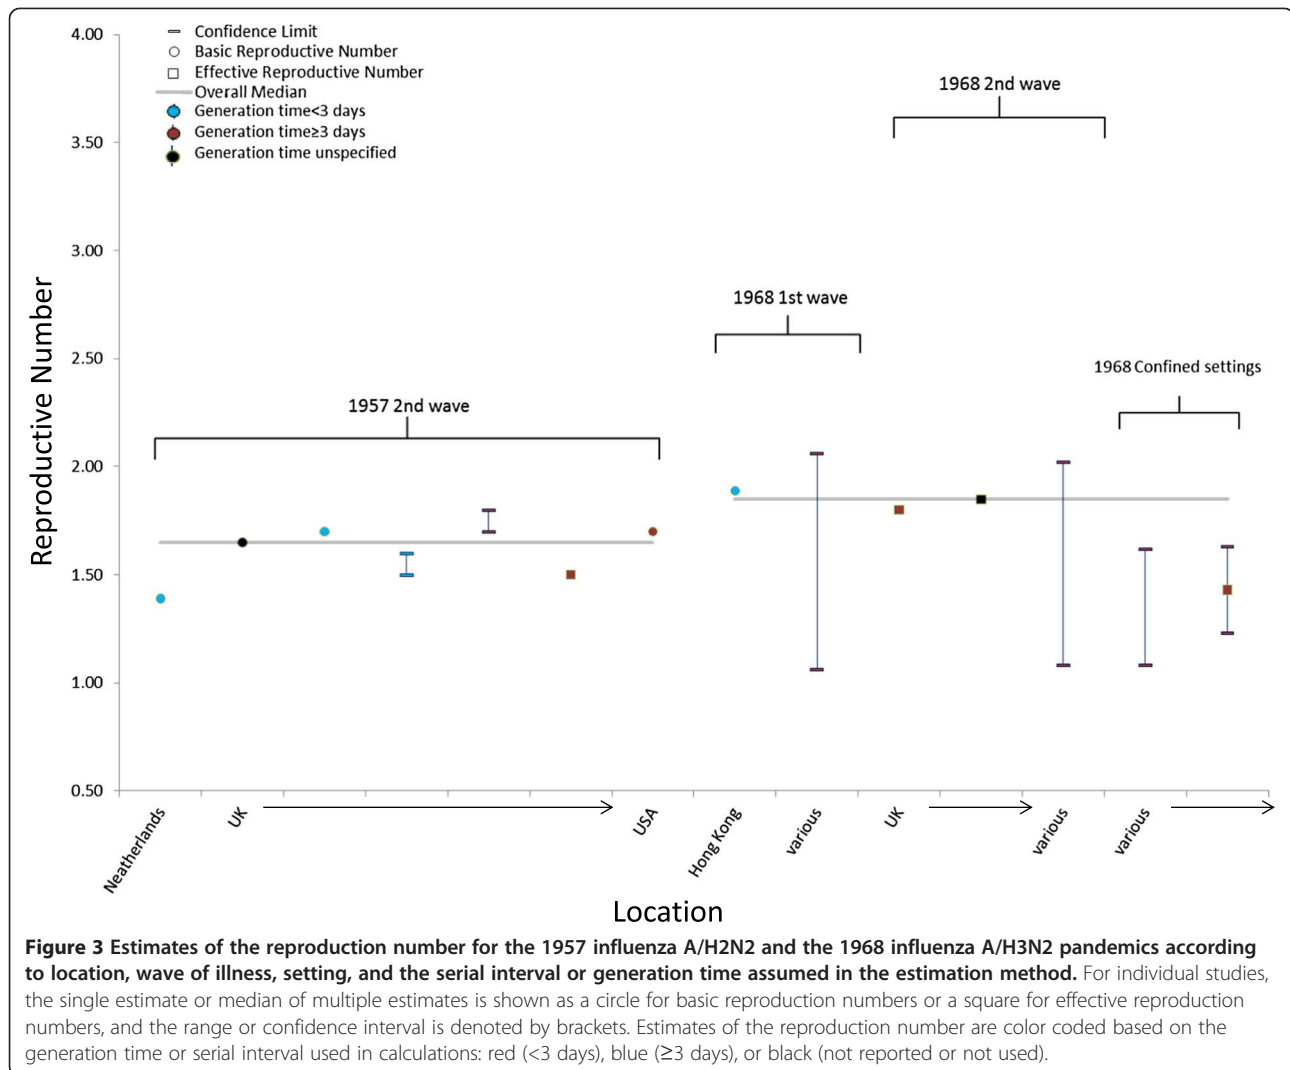 4.00
3.50
3.00
2.50
2.00
1.50
1.00
0.50
Reproductive Number
Confidence Limit
Basic Reproductive Number
Effective Reproductive Number
Overall Median
Generation time<3 days
Generation time≥3 days
Generation time unspecified
1957 2nd wave
1968 1st wave
1968 2nd wave
1968 Confined settings
Neatherlands
UK
USA
Hong Kong
various
UK
various
various
Location
Figure 3 Estimates of the reproduction number for the 1957 influenza A/H2N2 and the 1968 influenza A/H3N2 pandemics according
to location, wave of illness, setting, and the serial interval or generation time assumed in the estimation method. For individual studies,
the single estimate or median of multiple estimates is shown as a circle for basic reproduction numbers or a square for effective reproduction
numbers, and the range or confidence interval is denoted by brackets. Estimates of the reproduction number are color coded based on the
generation time or serial interval used in calculations: red (<3 days), blue (≥3 days), or black (not reported or not used).